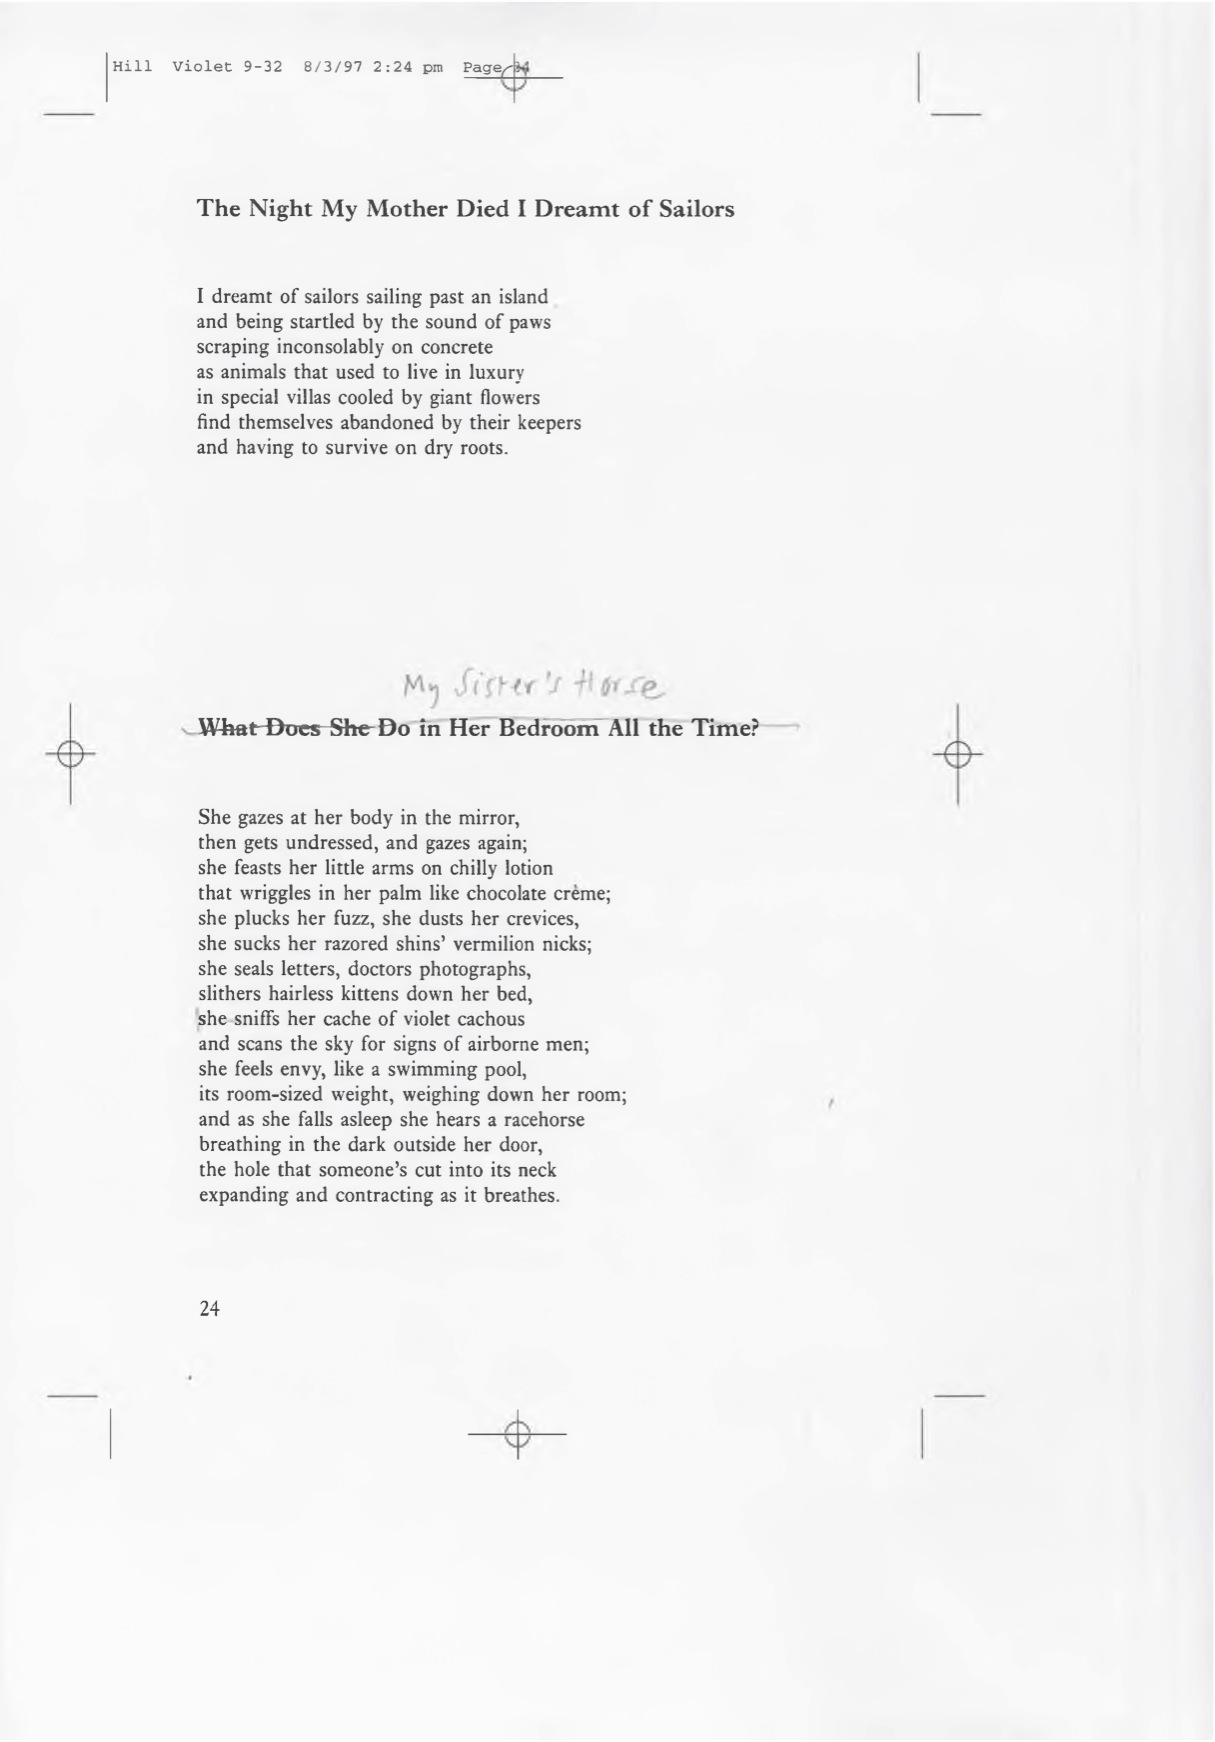 Hill Violet 9-32 8/3/97 2:24 pm Page 24
The Night My Mother Died I Dreamt of Sailors
I dreamt of sailors sailing past an island
and being startled by the sound of paws
scraping inconsolably on concrete
as animals that used to live in luxury
in special villas cooled by giant flowers
find themselves abandoned by their keepers
and having to survive on dry roots.
My Sister's Horse
What Does She Do in Her Bedroom All the Time?
She gazes at her body in the mirror,
then gets undressed, and gazes again;
she feasts her little arms on chilly lotion
that wriggles in her palm like chocolate crème;
she plucks her fuzz, she dusts her crevices,
she sucks her razored shins' vermilion nicks;
she seals letters, doctors photographs,
slithers hairless kittens down her bed,
she sniffs her cache of violet cachous
and scans the sky for signs of airborne men;
she feels envy, like a swimming pool,
its room-sized weight, weighing down her room;
and as she falls asleep she hears a racehorse
breathing in the dark outside her door,
the hole that someone's cut into its neck
expanding and contracting as it breathes.
24